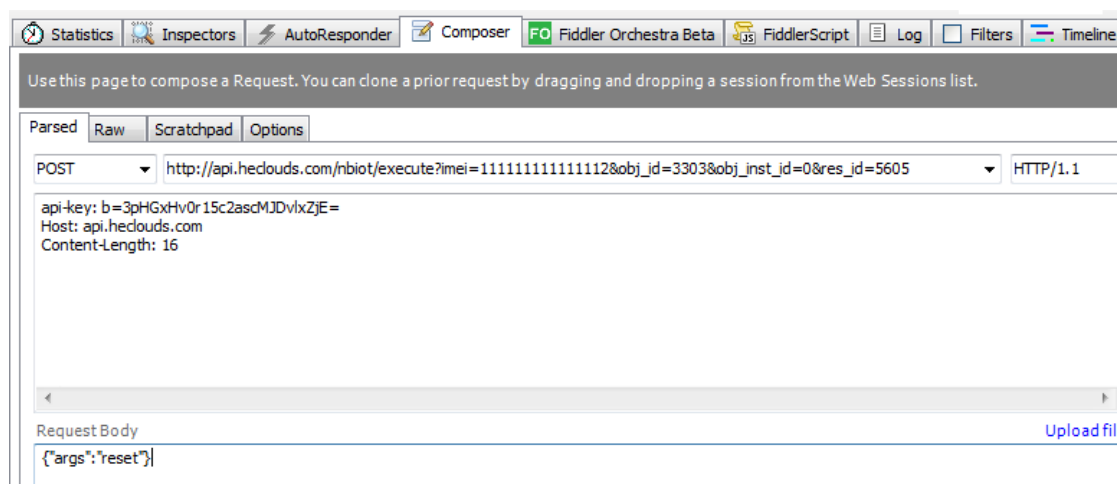 Statistics Inspectors AutoResponder Composer FO Fiddler Orchestra Beta JS FiddlerScript Log Filters Timeline
Use this page to compose a Request. You can clone a prior request by dragging and dropping a session from the Web Sessions list.
Parsed Raw Scratchpad Options
POST http://api.heclouds.com/nbiot/execute?imei=111111111111112&obj_id=3303&obj_inst_id=0&res_id=5605 HTTP/1.1
api-key: b=3pHGxHv0r15c2ascMJDvlxZjE=
Host: api.heclouds.com
Content-Length: 16
Request Body Upload fil
{"args":"reset"}